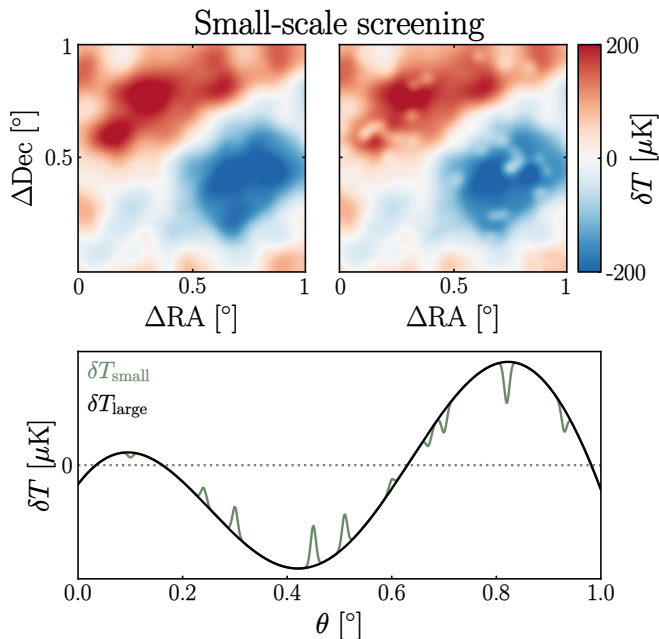 Small-scale screening
1
0.5
ΔDec [°]
0
0.5
1
ΔRA [°]
0
0.5
1
ΔRA [°]
200
0
-200
δT [μK]
δT_small
δT_large
0
δT [μK]
0.0
0.2
0.4
0.6
0.8
1.0
θ [°]